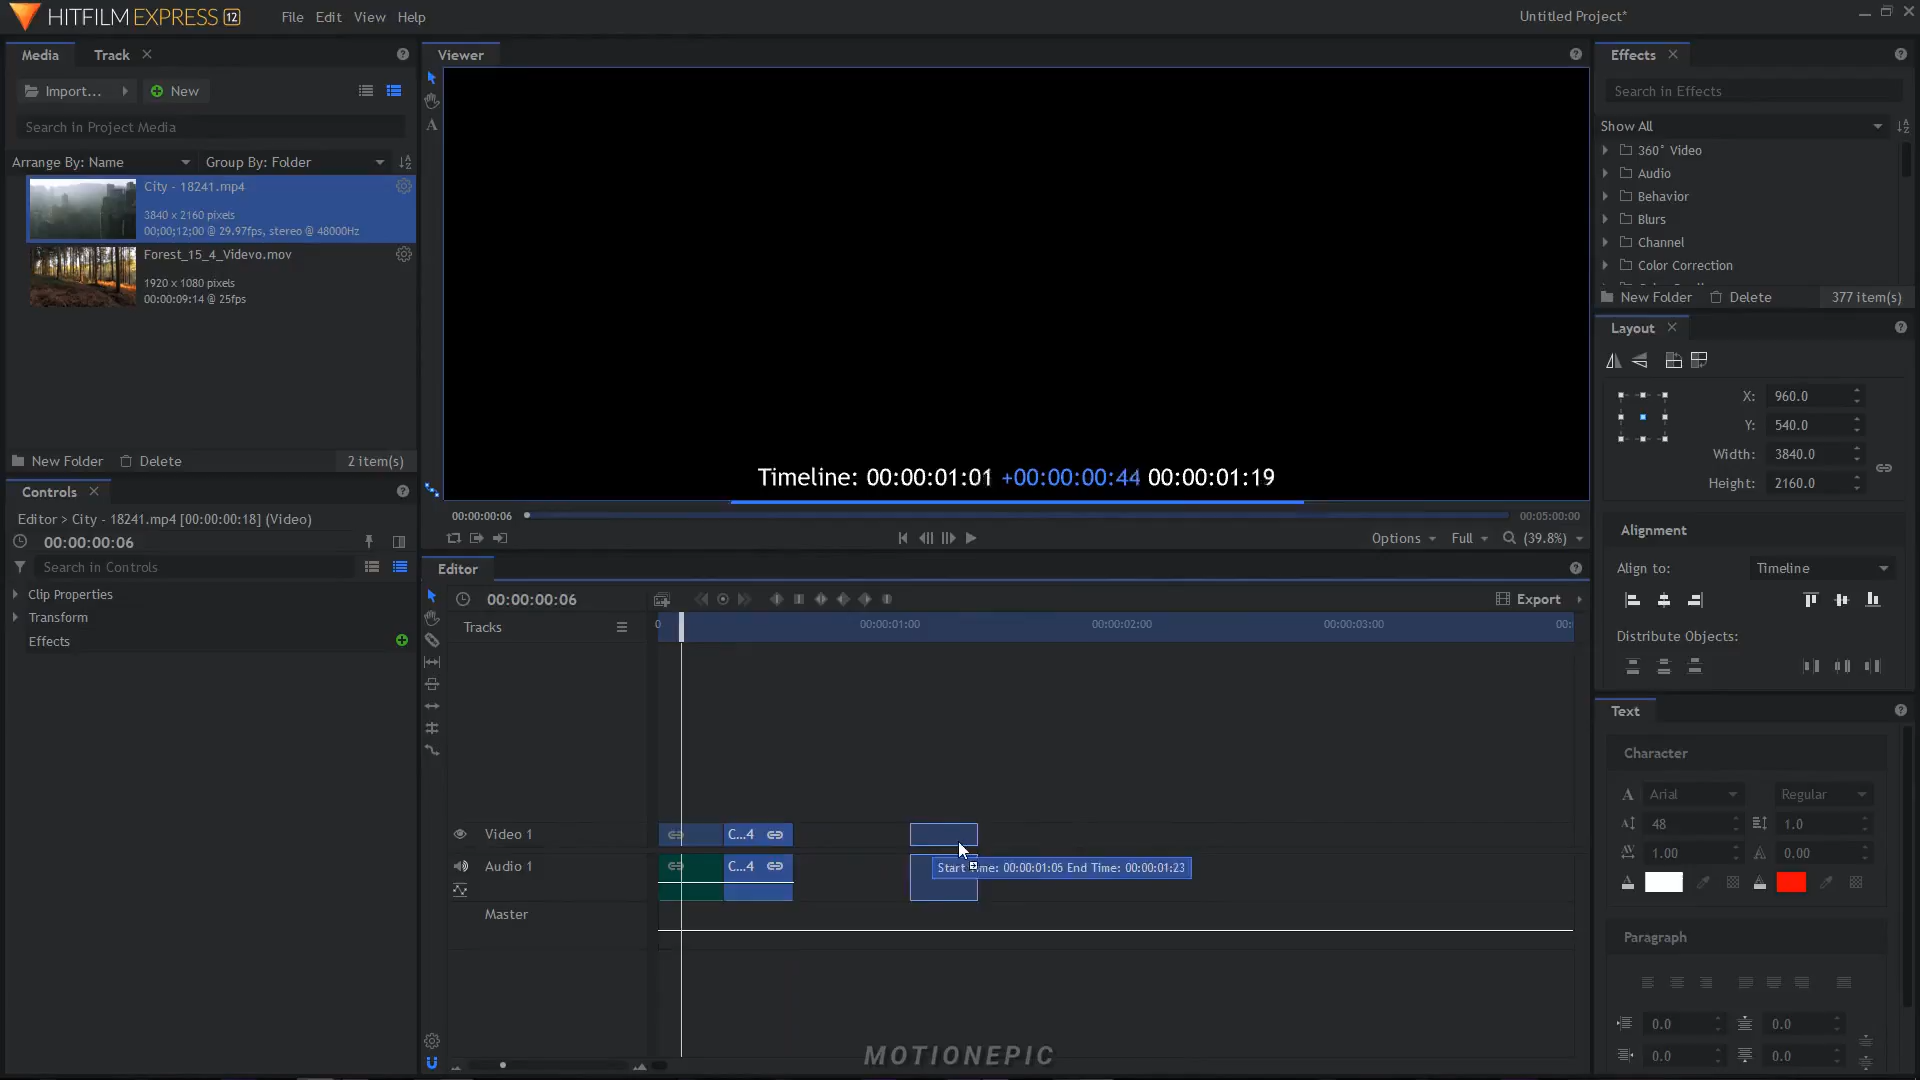 HITFILM EXPRESS 12
File Edit View Help
Untitled Project*
Media
Track
Viewer
Effects
Import...
New
Search in Effects
Search in Project Media
Show All
Arrange By: Name
Group By: Folder
360° Video
Audio
Behavior
Blurs
Channel
Color Correction
City - 18241.mp4
3840 x 2160 pixels
00;00;12;00 @ 29.97fps, stereo @ 48000Hz
Forest_15_4_Videvo.mov
1920 x 1080 pixels
00:00:09:14 @ 25fps
New Folder
Delete
377 item(s)
Layout
X: 960.0
Y: 540.0
Width: 3840.0
Height: 2160.0
New Folder
Delete
2 item(s)
Timeline: 00:00:01:01 +00:00:00:44 00:00:01:19
Controls
Editor > City - 18241.mp4 [00:00:00:18] (Video)
00:00:00:06
Search in Controls
Clip Properties
Transform
Effects
00:00:00:06
00:05:00:00
Options
Full
(39.8%)
Alignment
Align to:
Timeline
Distribute Objects:
Editor
00:00:00:06
Export
Tracks
0
00:00:01:00
00:00:02:00
00:00:03:00
00:
Video 1
C...4
Audio 1
C...4
Start Time: 00:00:01:05 End Time: 00:00:01:23
Master
Text
Character
Arial
Regular
48
1.0
1.00
0.00
Paragraph
0.0
0.0
0.0
0.0
MOTIONEPIC